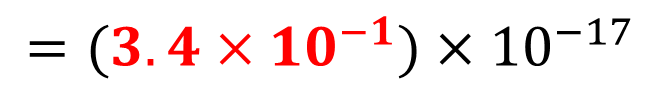 = (3.4 × 10⁻¹) × 10⁻¹⁷